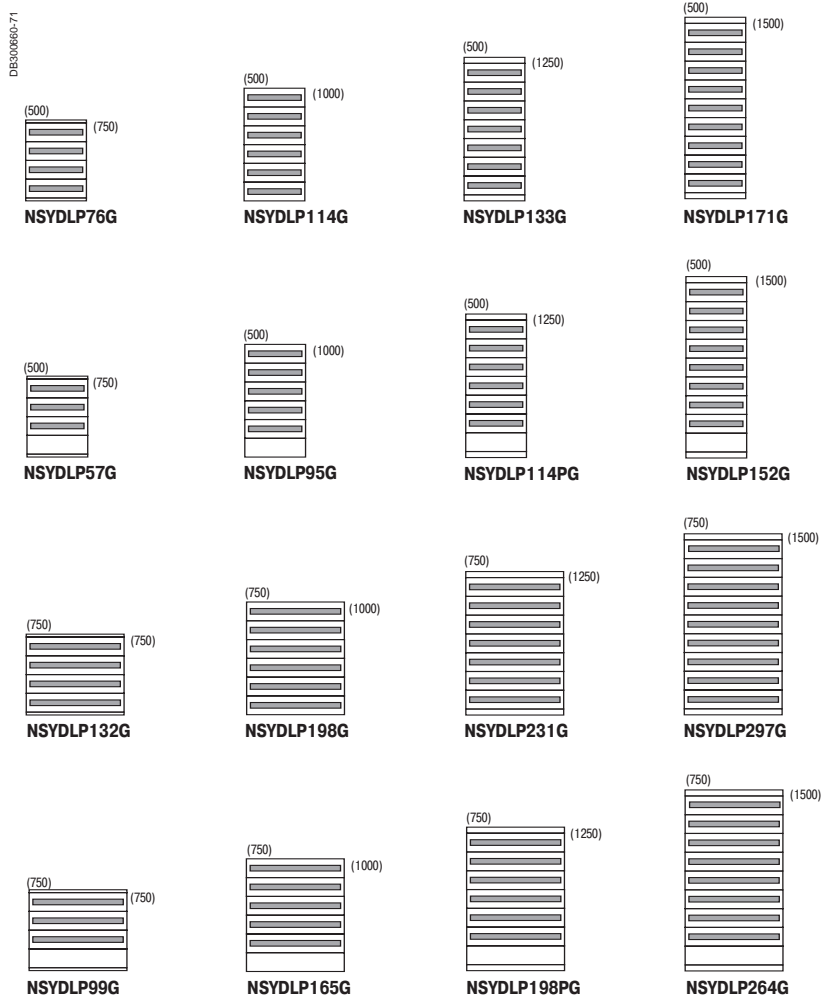 DB300660-71
(500)
(750)
NSYDLP76G
(500)
(1000)
NSYDLP114G
(500)
(1250)
NSYDLP133G
(500)
(1500)
NSYDLP171G
(500)
(750)
NSYDLP57G
(500)
(1000)
NSYDLP95G
(500)
(1250)
NSYDLP114PG
(500)
(1500)
NSYDLP152G
(750)
(750)
NSYDLP132G
(750)
(1000)
NSYDLP198G
(750)
(1250)
NSYDLP231G
(750)
(1500)
NSYDLP297G
(750)
(750)
NSYDLP99G
(750)
(1000)
NSYDLP165G
(750)
(1250)
NSYDLP198PG
(750)
(1500)
NSYDLP264G